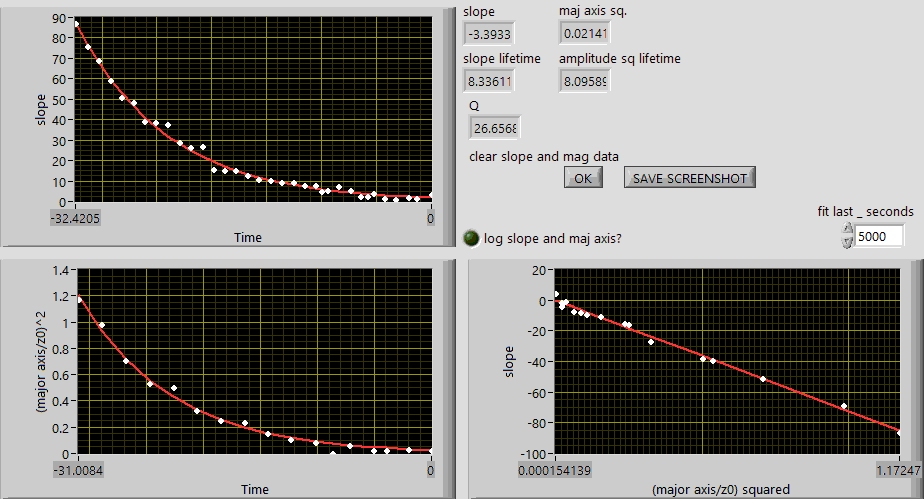 slope
maj axis sq.
-3.3933
0.02141
slope lifetime
amplitude sq lifetime
8.33611
8.09589
Q
26.6568
clear slope and mag data
OK
SAVE SCREENSHOT
fit last _ seconds
5000
log slope and maj axis?
90
80
70
60
50
40
30
20
10
0
slope
-32.4205
0
Time
1.4
1.2
1
0.8
0.6
0.4
0.2
0
(major axis/z0)^2
-31.0084
0
Time
20
0
-20
-40
-60
-80
-100
slope
0.000154139
1.17247
(major axis/z0) squared